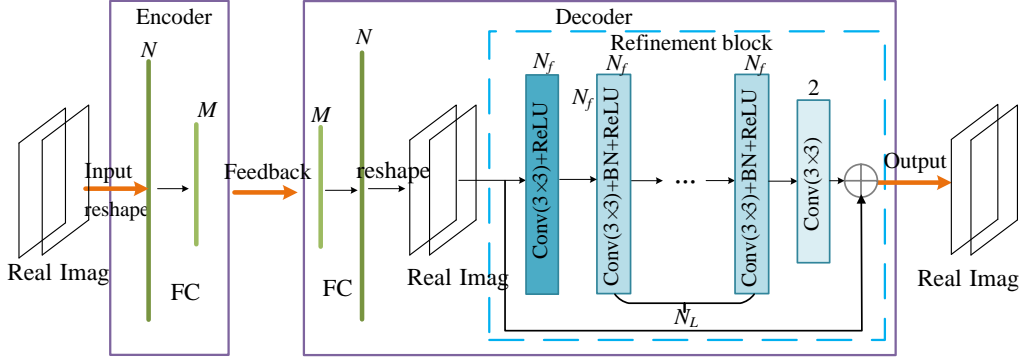 Encoder
Decoder
Refinement block
N
M
N
M
N_f
N_f
N_f
N_f
2
Input
reshape
Feedback
reshape
Conv(3×3)+ReLU
Conv(3×3)+BN+ReLU
...
Conv(3×3)+BN+ReLU
Conv(3×3)
Output
Real Imag
FC
FC
Real Imag
N_L
Real Imag